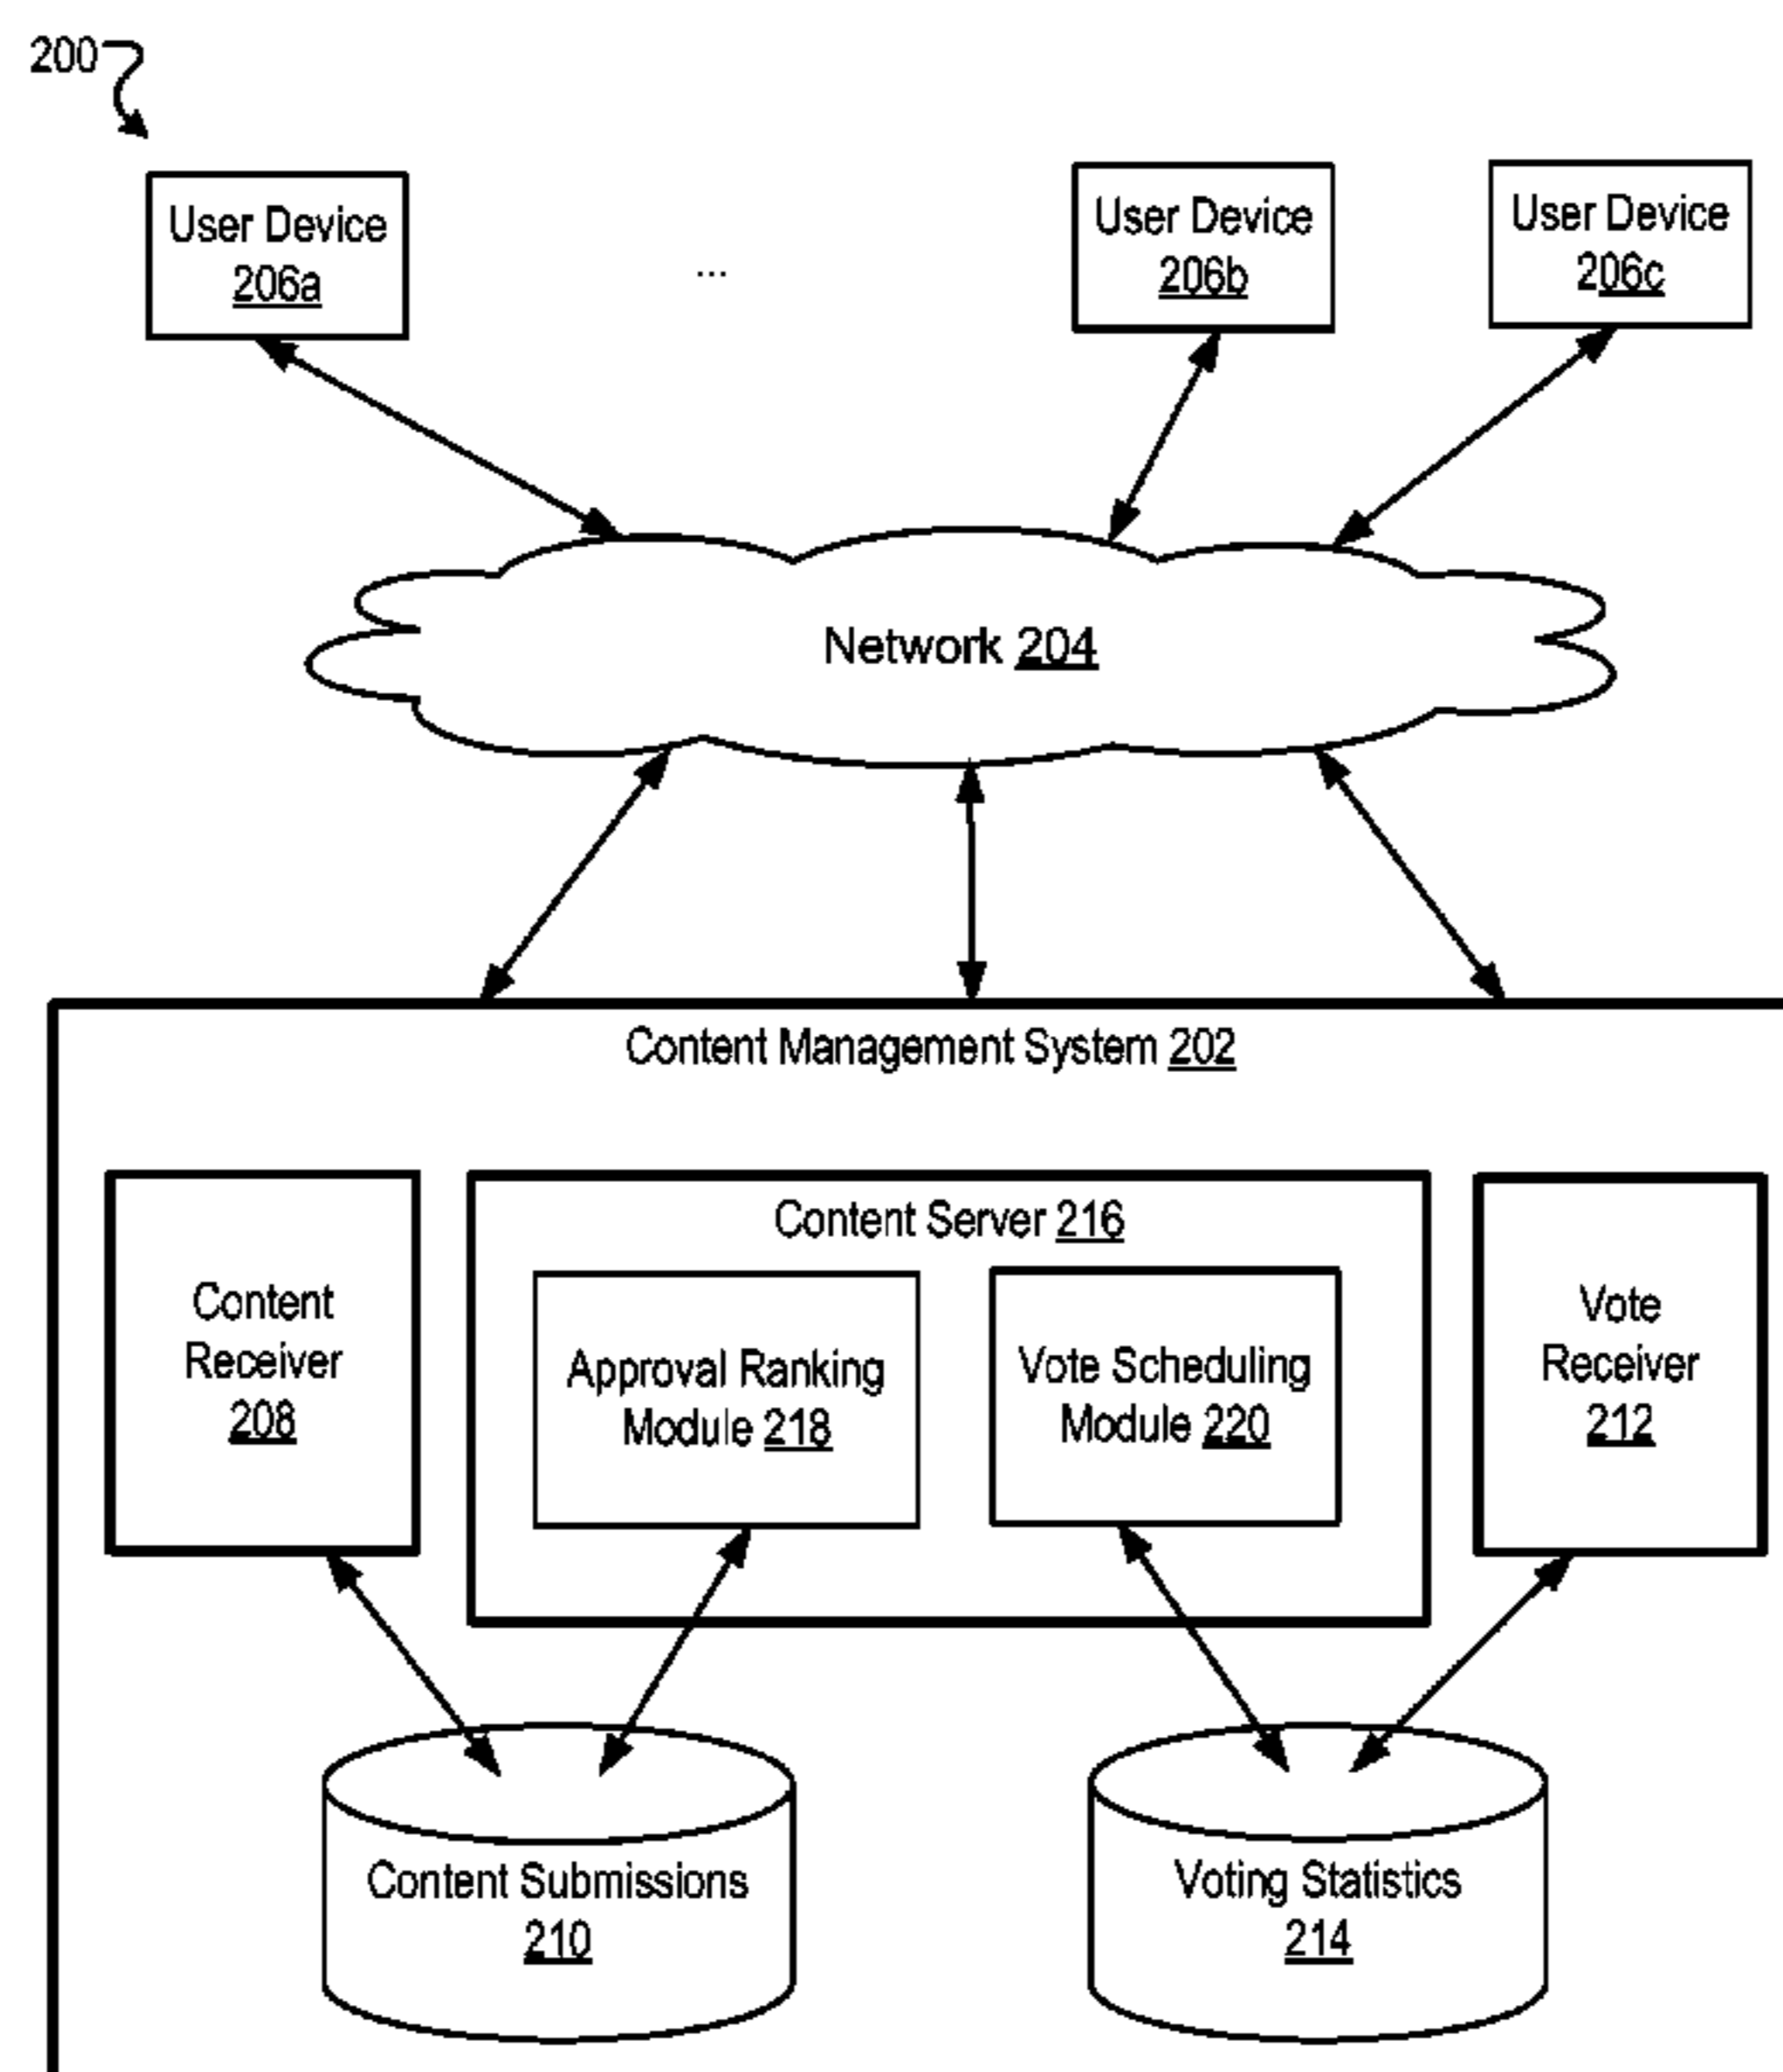 200
User Device
206a
...
User Device
206b
User Device
206c
Network 204
Content Management System 202
Content
Receiver
208
Content Server 216
Approval Ranking
Module 218
Vote Scheduling
Module 220
Vote
Receiver
212
Content Submissions
210
Voting Statistics
214